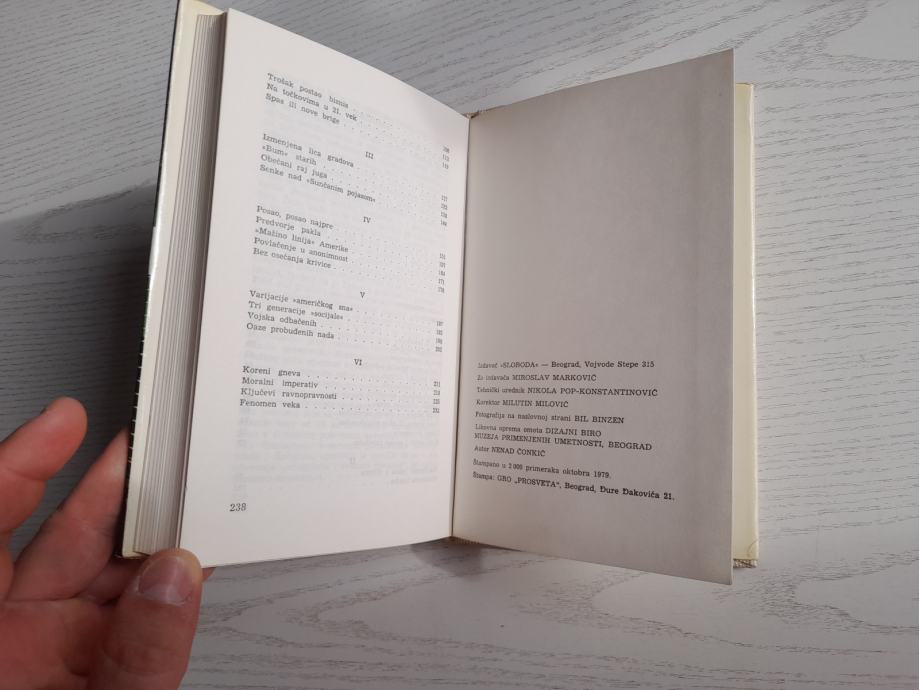 Trošak postao biznis
Na točkovima u 21. vek
Spas ili nove brige
III
Izmenjena lica gradova
»Bum« starih
Obećani raj juga
Senke nad »Sunčanim pojasom«
IV
Posao, posao najpre
Predvorje pakla
»Mažino linija« Amerike
Povlačenje u anonimnost
Bez osećanja krivice
V
Varijacije »američkog sna«
Tri generacije »socijale«
Vojska odbačenih
Oaze probuđenih nada
VI
Koreni gneva
Moralni imperativ
Ključevi ravnopravnosti
Fenomen veka
238
Izdavač »SLOBODA« — Beograd, Vojvode Stepe 315
Za izdavača MIROSLAV MARKOVIĆ
Tehnički urednik NIKOLA POP-KONSTANTINOVIĆ
Korektor MILUTIN MILOVIĆ
Fotografija na naslovnoj strani BIL BINZEN
Likovna oprema omota DIZAJNI BIRO
MUZEJA PRIMENJENIH UMETNOSTI, BEOGRAD
Autor NENAD ČONKIĆ
Štampano u 2 000 primeraka oktobra 1979.
Štampa: GRO „PROSVETA", Beograd, Đure Đakovića 21.